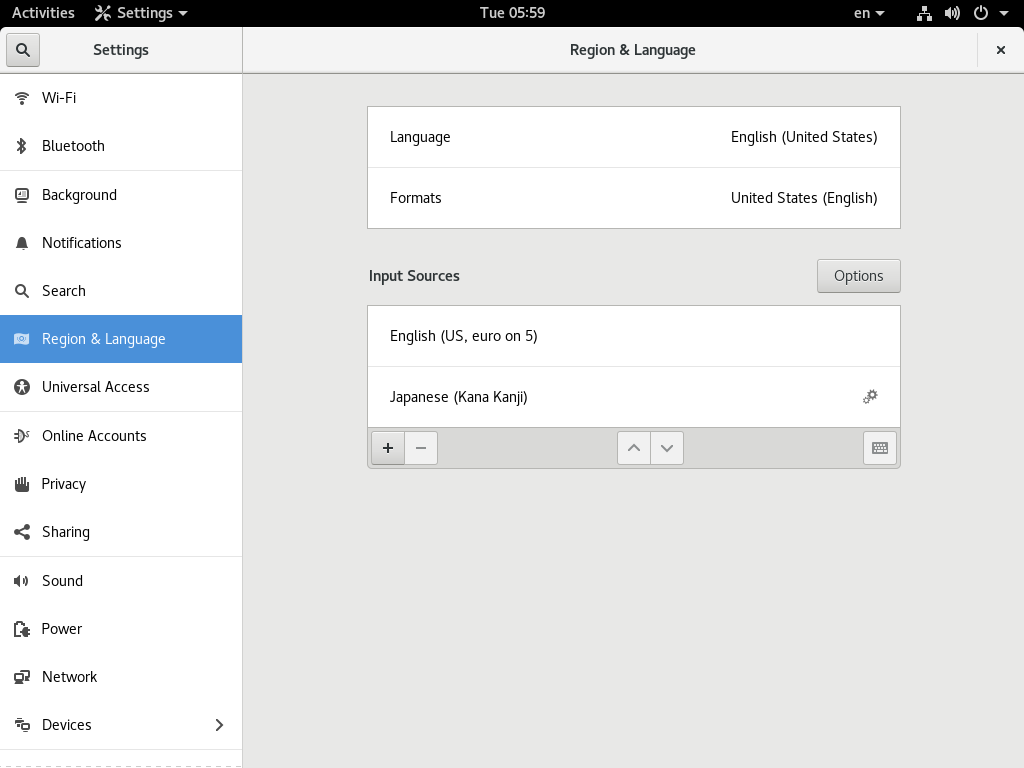 Activities Settings Tue 05:59 en
Settings Region & Language
Wi-Fi
Bluetooth
Background
Notifications
Search
Region & Language
Universal Access
Online Accounts
Privacy
Sharing
Sound
Power
Network
Devices
Language English (United States)
Formats United States (English)
Input Sources Options
English (US, euro on 5)
Japanese (Kana Kanji)